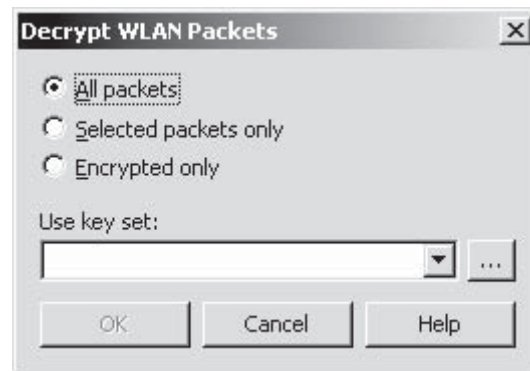 Decrypt WLAN Packets
All packets
Selected packets only
Encrypted only
Use key set:
...
OK
Cancel
Help